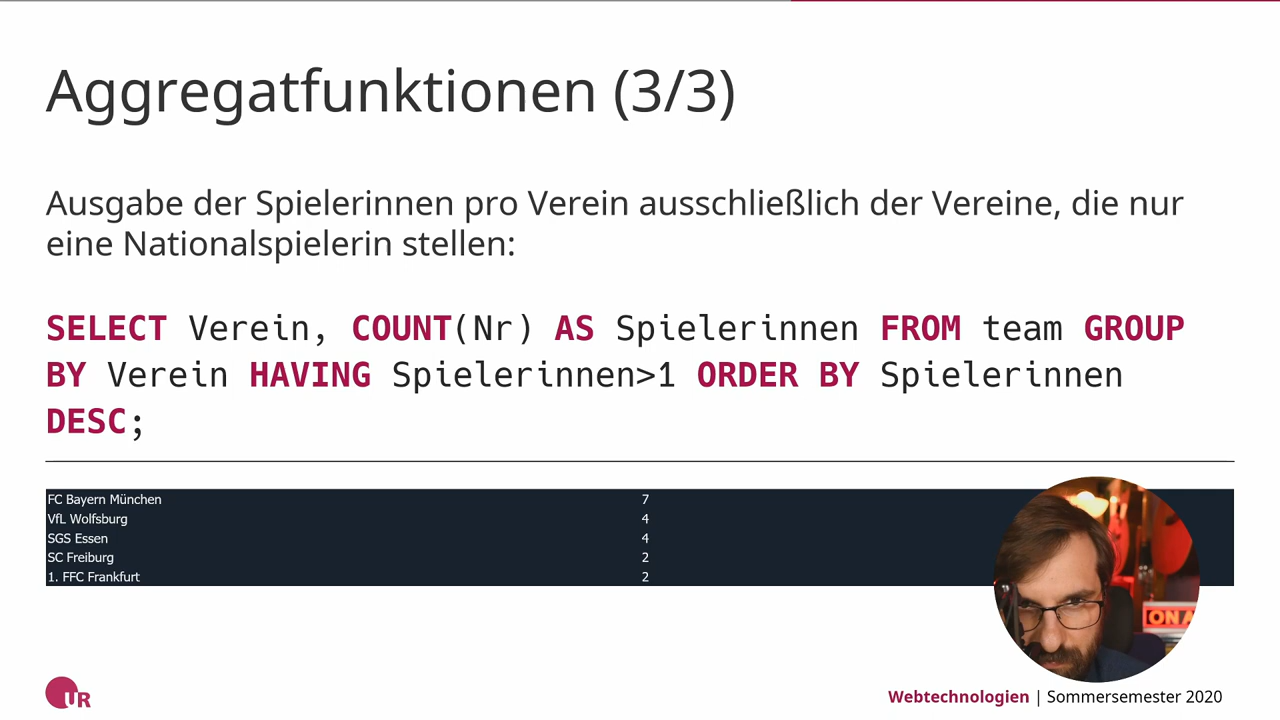 Aggregatfunktionen (3/3)
Ausgabe der Spielerinnen pro Verein ausschließlich der Vereine, die nur
eine Nationalspielerin stellen:
SELECT Verein, COUNT(Nr) AS Spielerinnen FROM team GROUP
BY Verein HAVING Spielerinnen>1 ORDER BY Spielerinnen
DESC;
FC Bayern München 7
VfL Wolfsburg 4
SGS Essen 4
SC Freiburg 2
1. FFC Frankfurt 2
ON A
UR
Webtechnologien | Sommersemester 2020